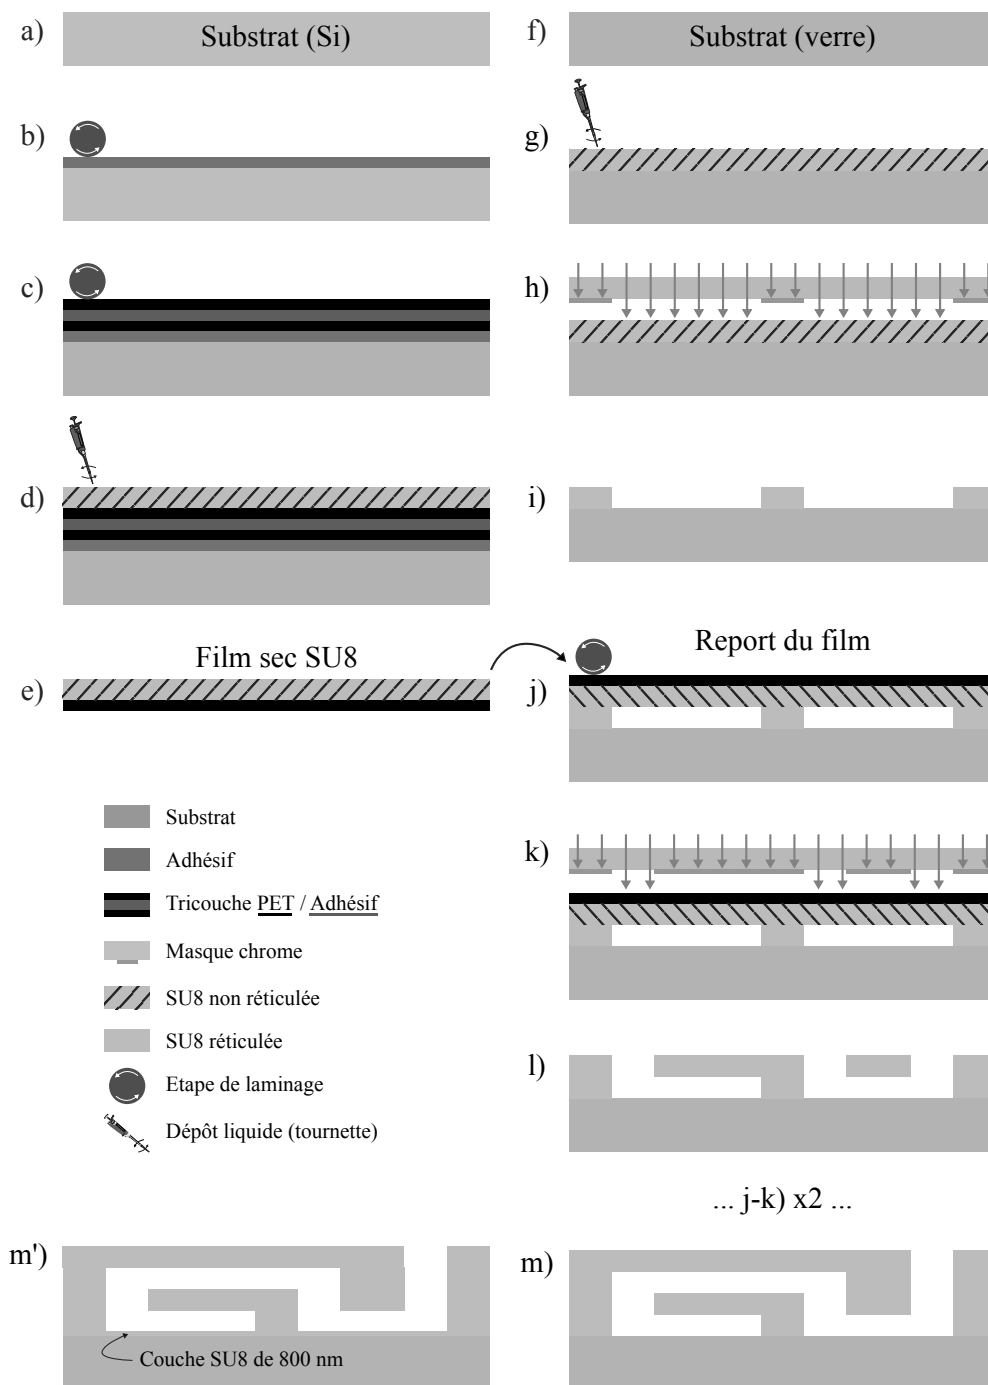 a)
Substrat (Si)
b)
c)
d)
Film sec SU8
e)
Substrat
Adhésif
Tricouche PET / Adhésif
Masque chrome
SU8 non réticulée
SU8 réticulée
Etape de laminage
Dépôt liquide (tournette)
m')
Couche SU8 de 800 nm
f)
Substrat (verre)
g)
h)
i)
Report du film
j)
k)
l)
... j-k) x2 ...
m)